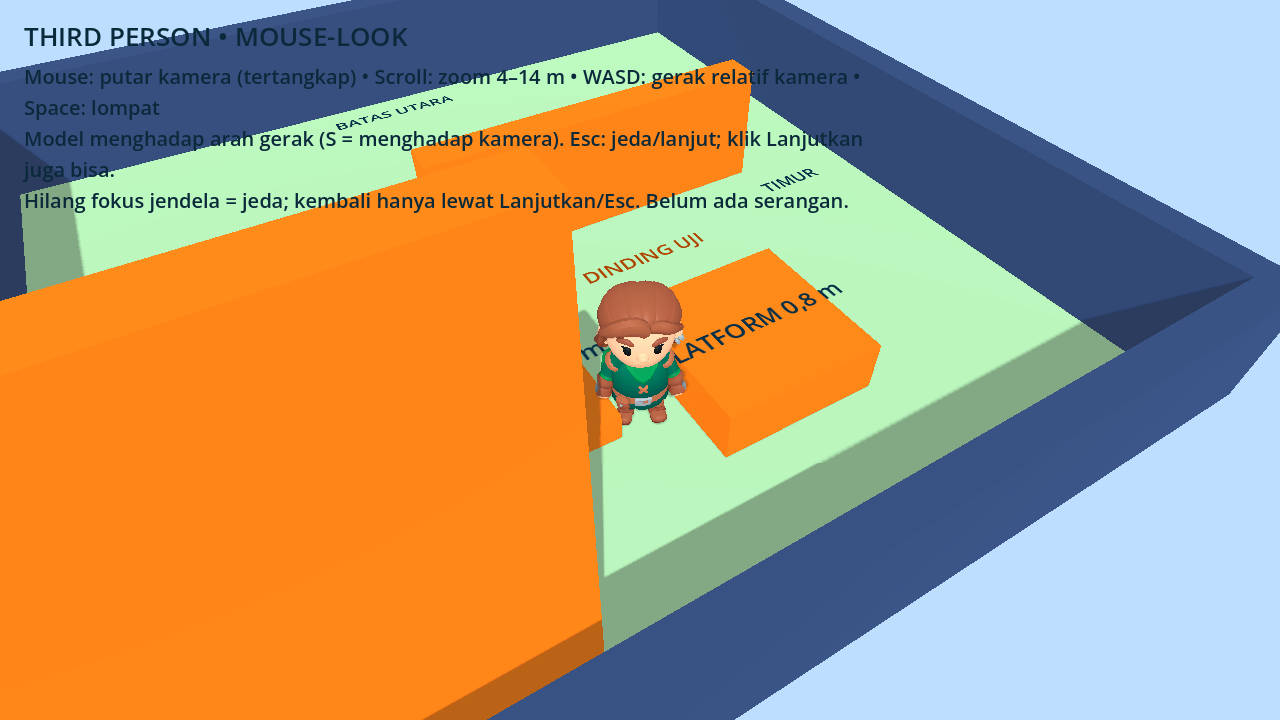 THIRD PERSON • MOUSE-LOOK
Mouse: putar kamera (tertangkap) • Scroll: zoom 4–14 m • WASD: gerak relatif kamera •
Space: lompat
Model menghadap arah gerak (S = menghadap kamera). Esc: jeda/lanjut; klik Lanjutkan
juga bisa.
Hilang fokus jendela = jeda; kembali hanya lewat Lanjutkan/Esc. Belum ada serangan.
BATAS UTARA
TIMUR
DINDING UJI
LATFORM 0,8 m
m